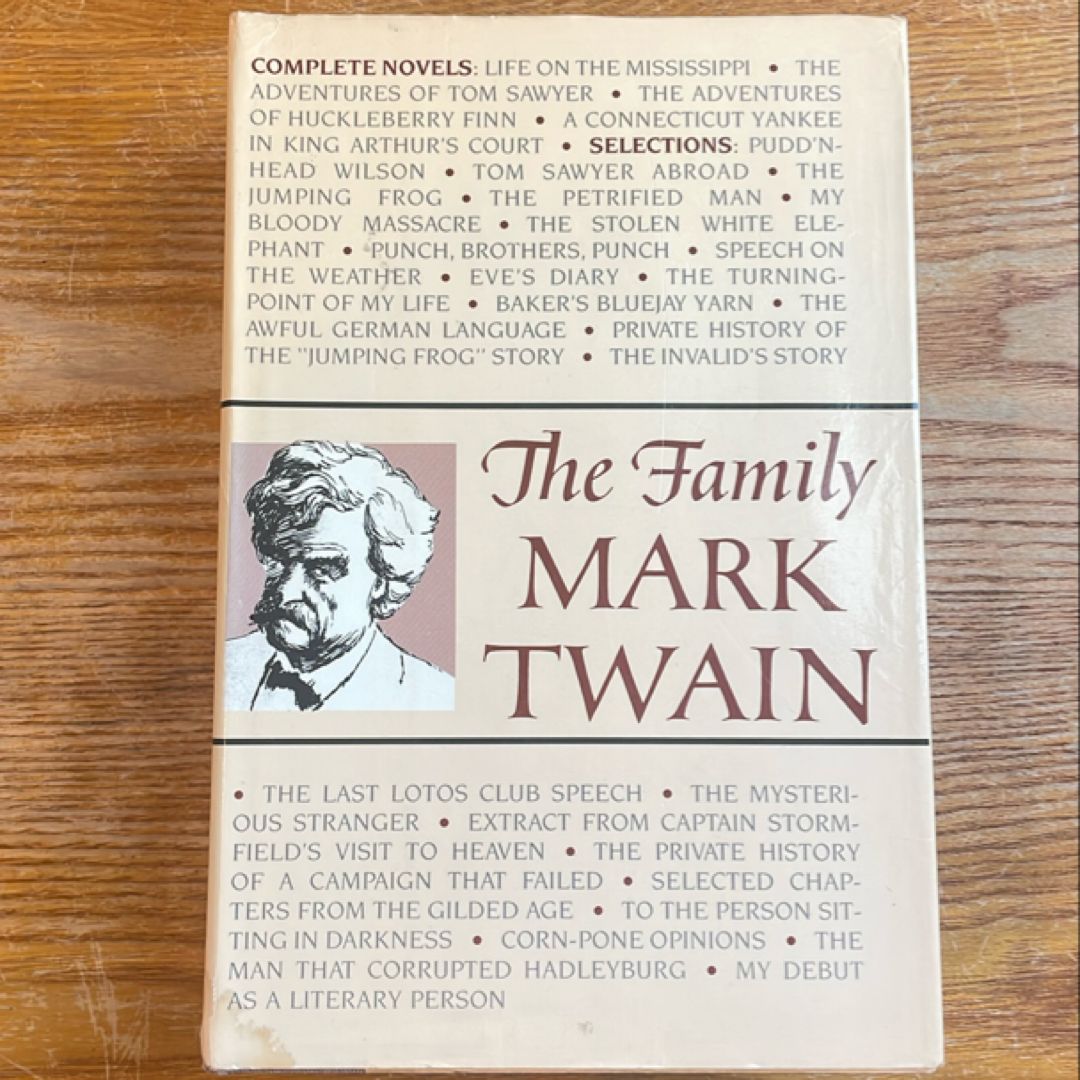 COMPLETE NOVELS: LIFE ON THE MISSISSIPPI • THE
ADVENTURES OF TOM SAWYER • THE ADVENTURES
OF HUCKLEBERRY FINN • A CONNECTICUT YANKEE
IN KING ARTHUR'S COURT • SELECTIONS: PUDD'N-
HEAD WILSON • TOM SAWYER ABROAD • THE
JUMPING FROG • THE PETRIFIED MAN • MY
BLOODY MASSACRE • THE STOLEN WHITE ELE-
PHANT • PUNCH, BROTHERS, PUNCH • SPEECH ON
THE WEATHER • EVE'S DIARY • THE TURNING-
POINT OF MY LIFE • BAKER'S BLUEJAY YARN • THE
AWFUL GERMAN LANGUAGE • PRIVATE HISTORY OF
THE "JUMPING FROG" STORY • THE INVALID'S STORY
The Family
MARK
TWAIN
• THE LAST LOTOS CLUB SPEECH • THE MYSTERI-
OUS STRANGER • EXTRACT FROM CAPTAIN STORM-
FIELD'S VISIT TO HEAVEN • THE PRIVATE HISTORY
OF A CAMPAIGN THAT FAILED • SELECTED CHAP-
TERS FROM THE GILDED AGE • TO THE PERSON SIT-
TING IN DARKNESS • CORN-PONE OPINIONS • THE
MAN THAT CORRUPTED HADLEYBURG • MY DEBUT
AS A LITERARY PERSON